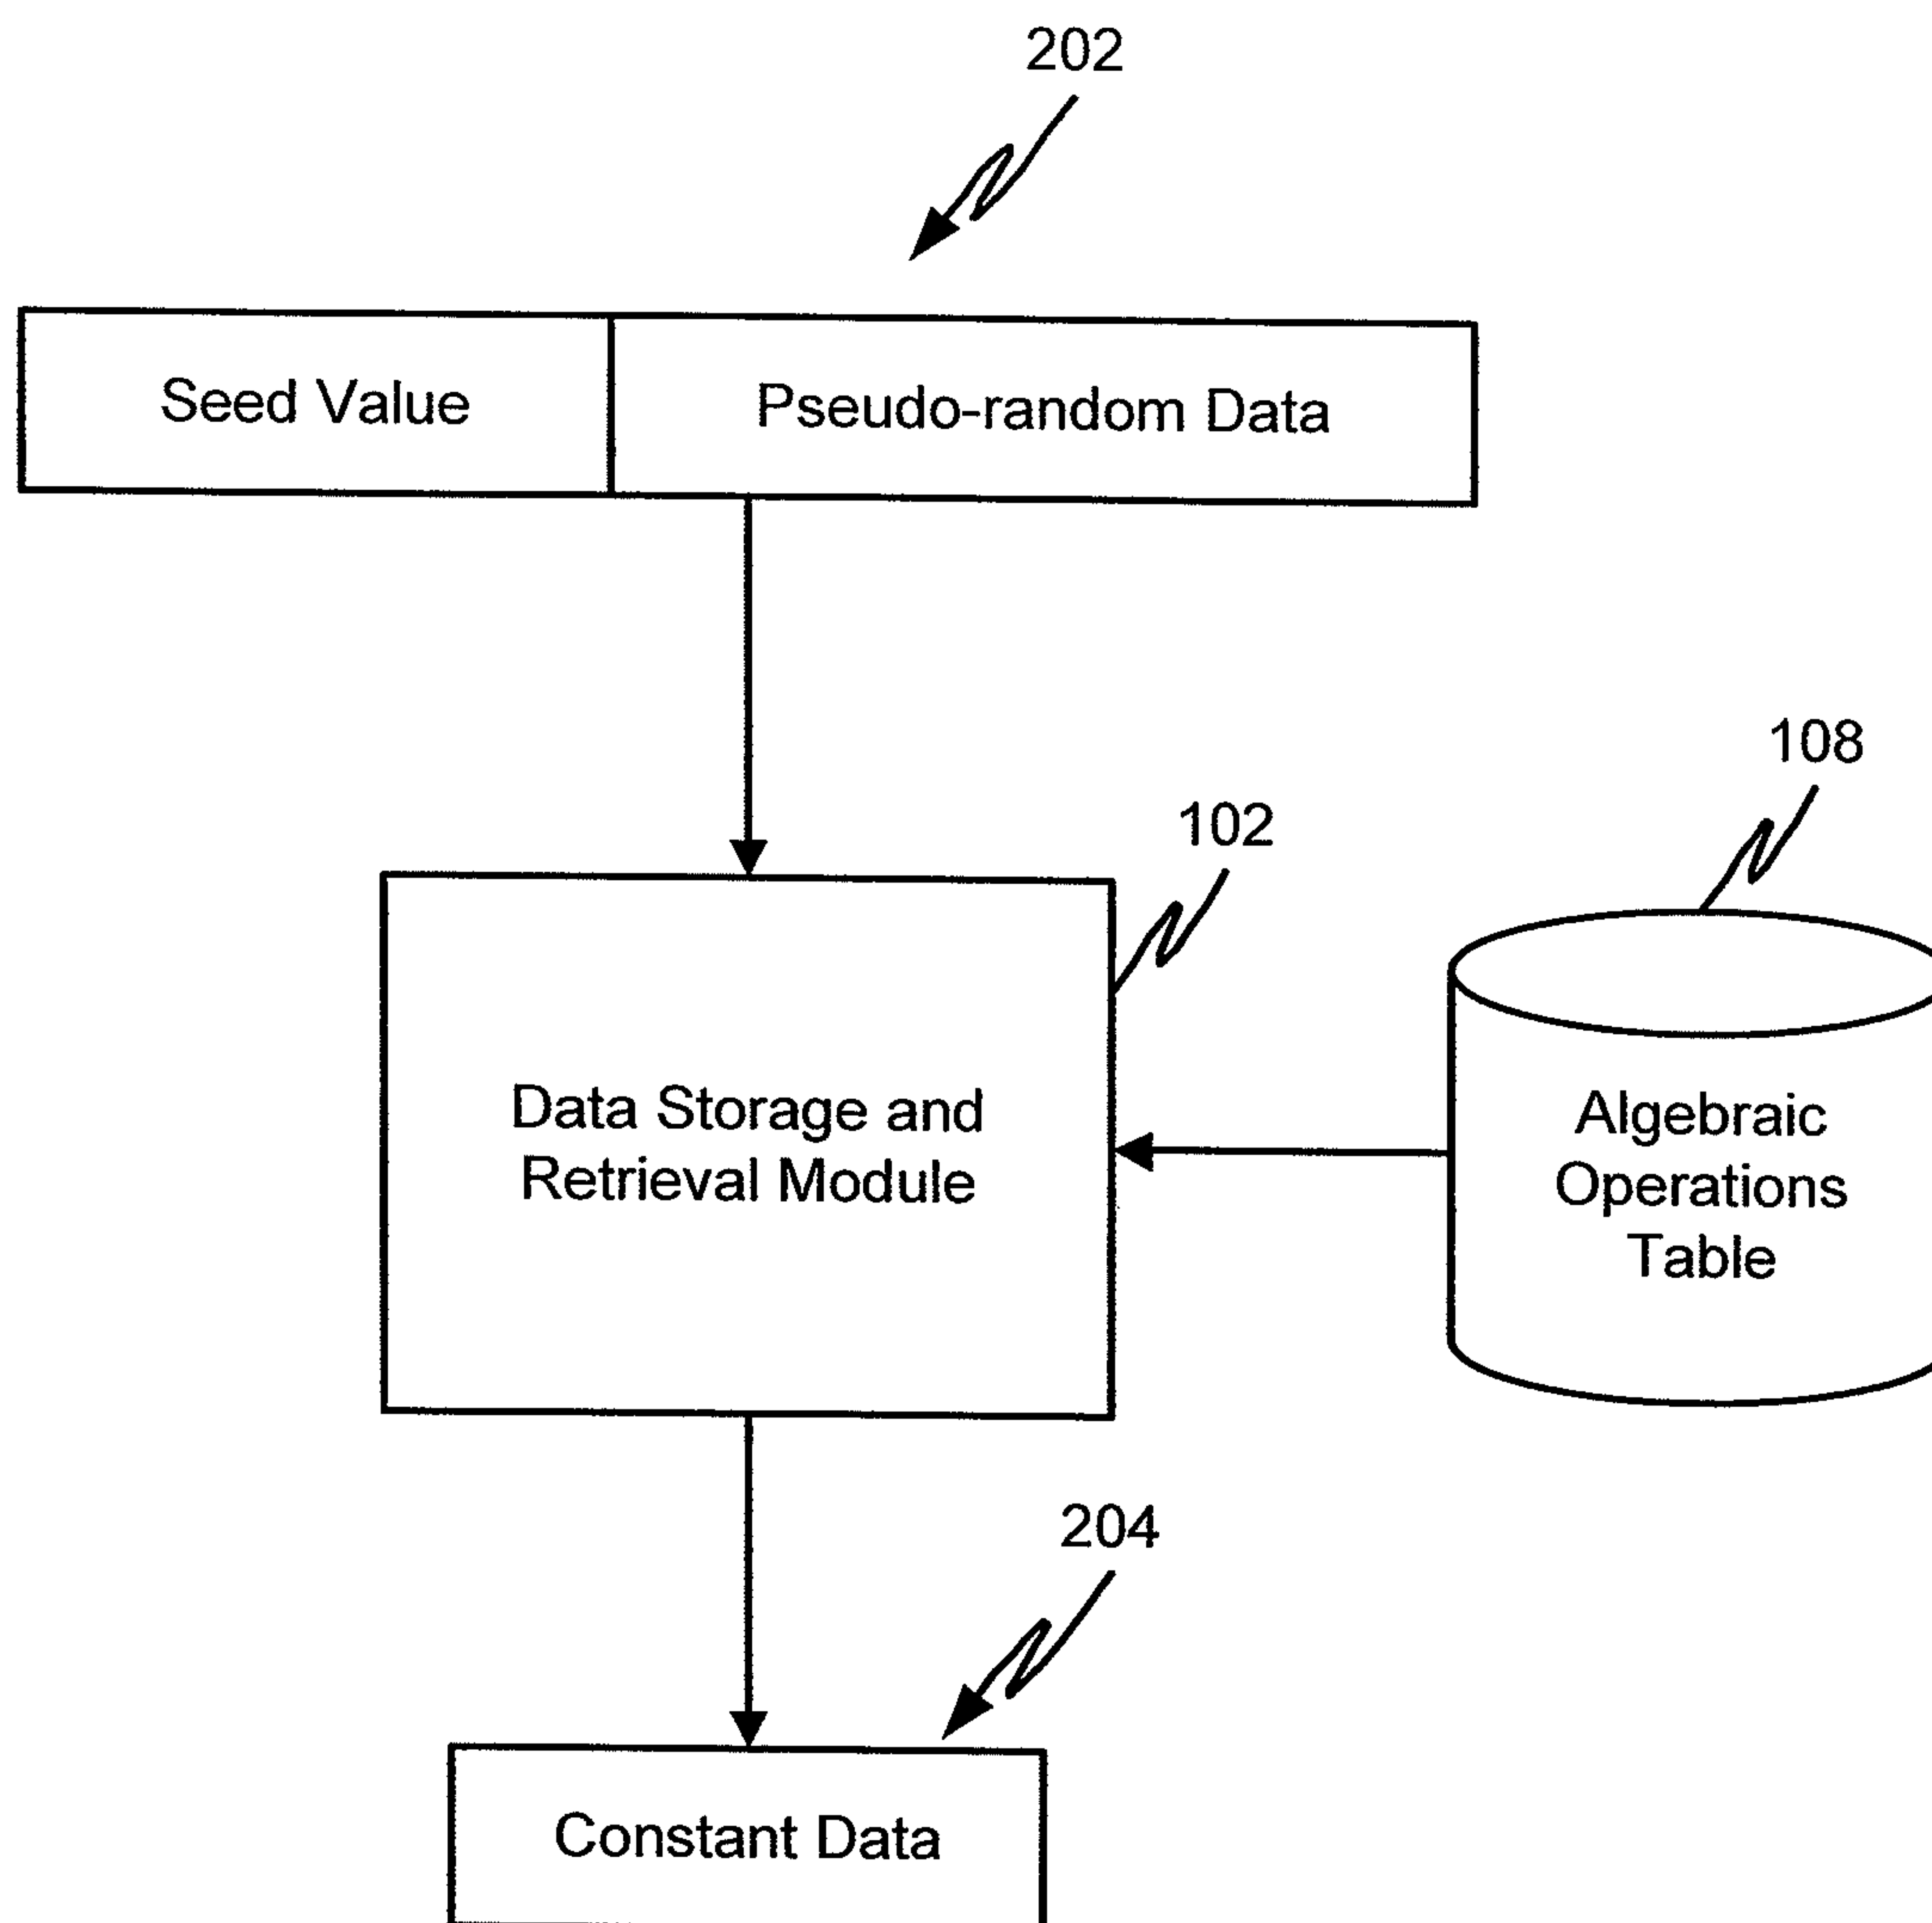 202
Seed Value
Pseudo-random Data
108
102
Data Storage and
Retrieval Module
Algebraic
Operations
Table
204
Constant Data